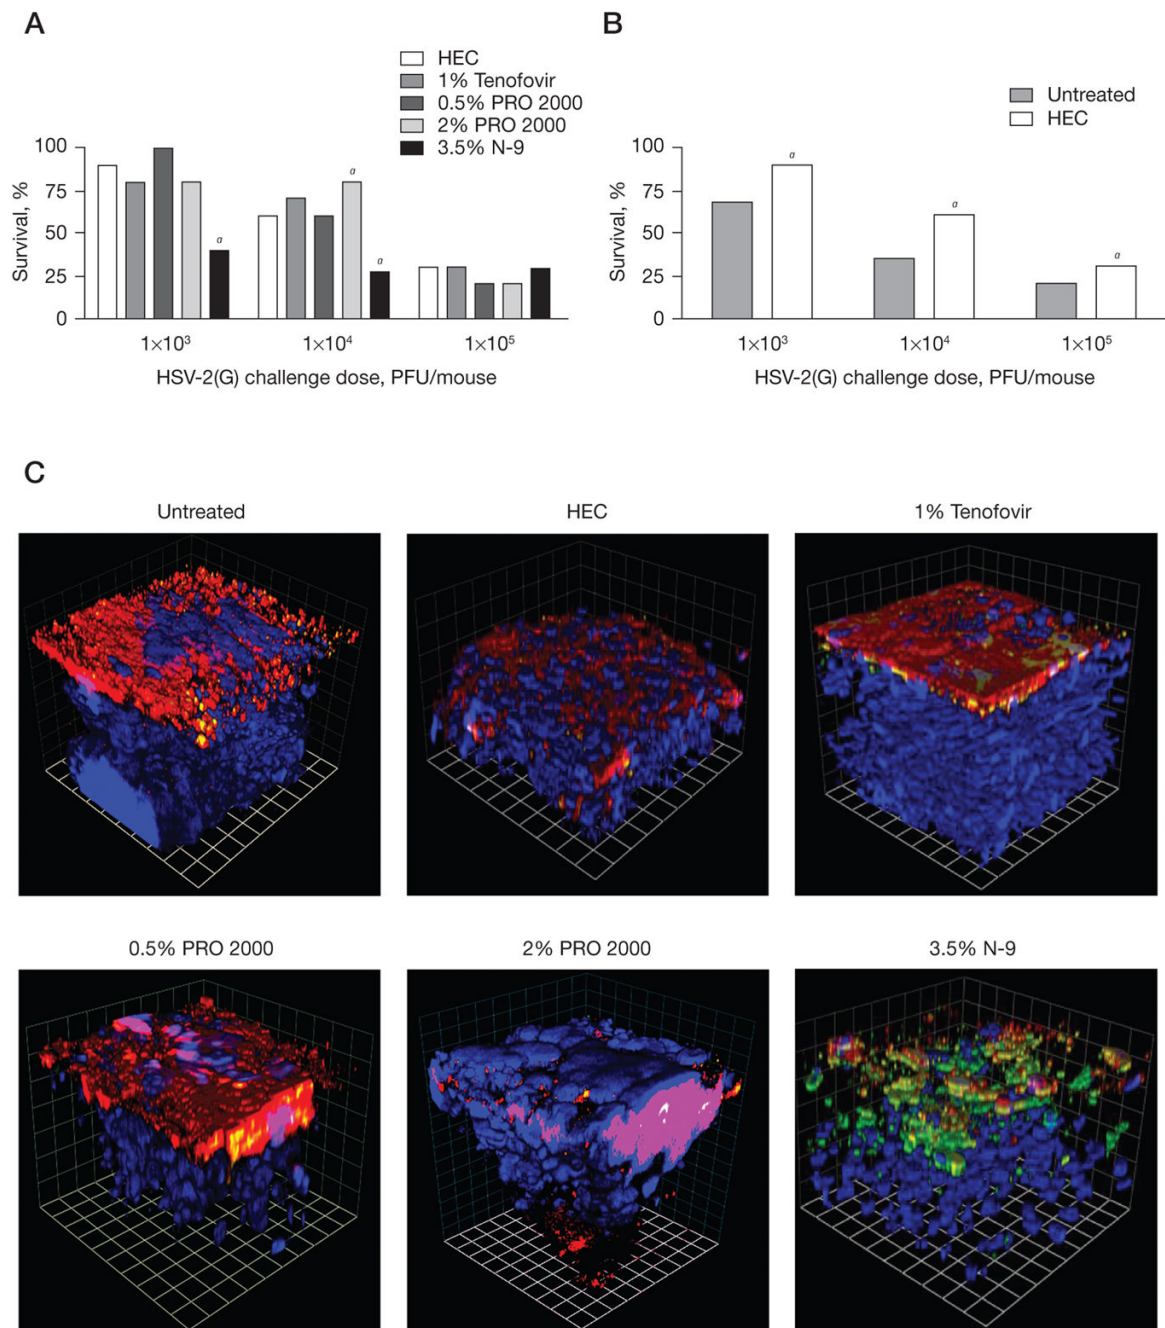 A
HEC
1% Tenofovir
0.5% PRO 2000
2% PRO 2000
3.5% N-9
Survival, %
100
75
50
25
0
a
a
a
1×10³
1×10⁴
1×10⁵
HSV-2(G) challenge dose, PFU/mouse
B
Untreated
HEC
Survival, %
100
75
50
25
0
a
a
a
1×10³
1×10⁴
1×10⁵
HSV-2(G) challenge dose, PFU/mouse
C
Untreated
HEC
1% Tenofovir
0.5% PRO 2000
2% PRO 2000
3.5% N-9